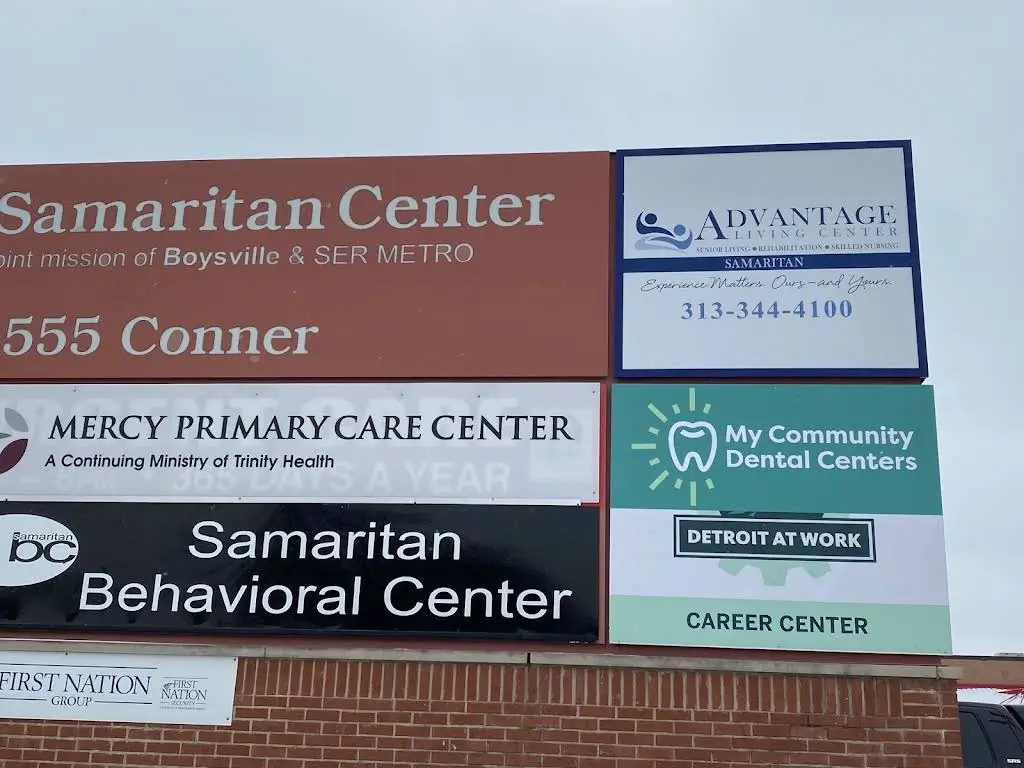 Samaritan Center
oint mission of Boysville & SER METRO
555 Conner
ADVANTAGE
LIVING CENTER
SENIOR LIVING • REHABILITATION • SKILLED NURSING
SAMARITAN
Experience Matters. Ours - and Yours.
313-344-4100
MERCY PRIMARY CARE CENTER
A Continuing Ministry of Trinity Health
365 DAYS A YEAR
My Community
Dental Centers
samaritan
bc
Samaritan
Behavioral Center
DETROIT AT WORK
CAREER CENTER
FIRST NATION
GROUP
FIRST
NATION
SECURITY
SRS